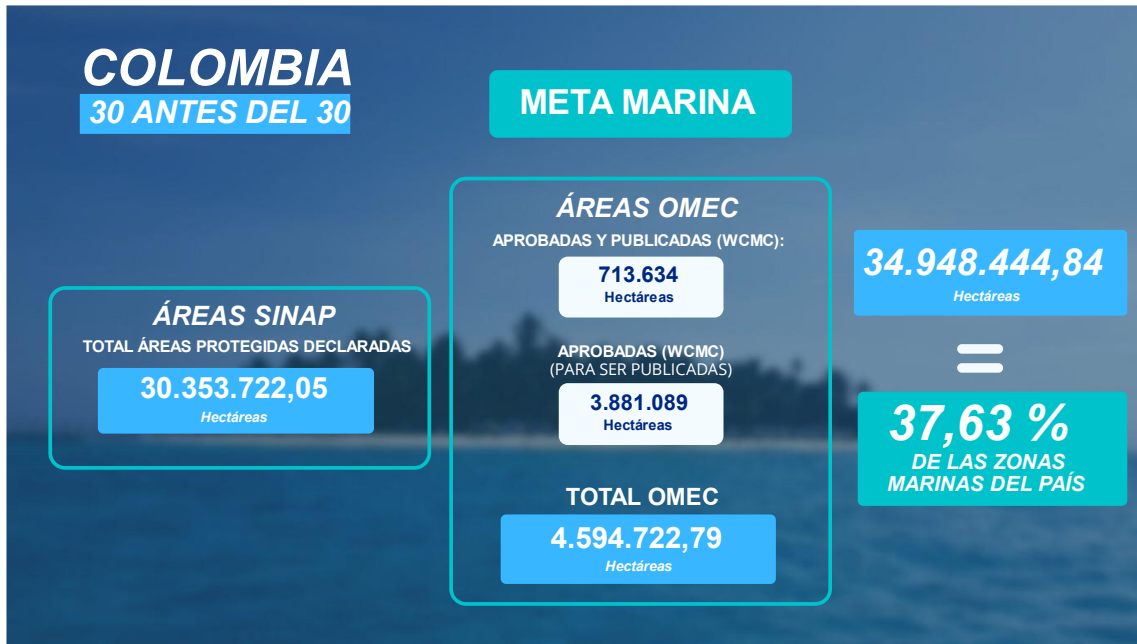 COLOMBIA
30 ANTES DEL 30
META MARINA
ÁREAS SINAP
TOTAL ÁREAS PROTEGIDAS DECLARADAS
30.353.722,05
Hectáreas
ÁREAS OMEC
APROBADAS Y PUBLICADAS (WCMC):
713.634
Hectáreas
APROBADAS (WCMC)
(PARA SER PUBLICADAS)
3.881.089
Hectáreas
TOTAL OMEC
4.594.722,79
Hectáreas
34.948.444,84
Hectáreas
=
37,63 %
DE LAS ZONAS
MARINAS DEL PAÍS